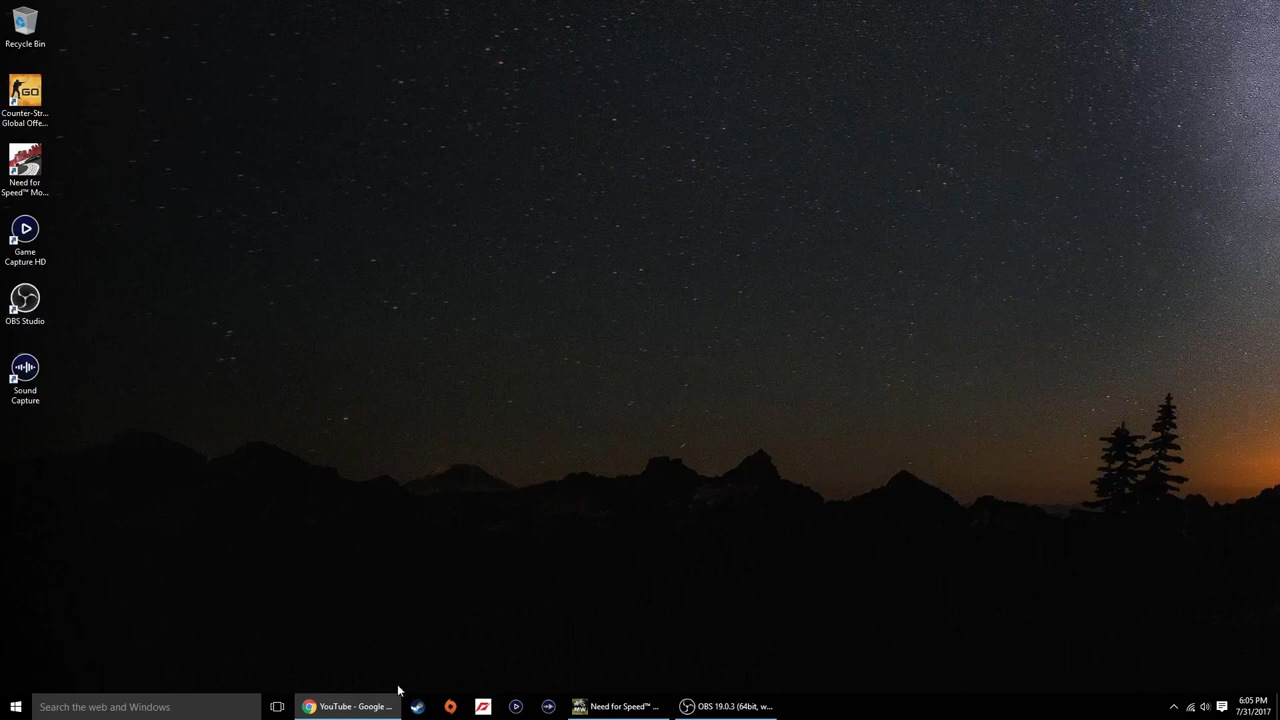 Recycle Bin
GO
Counter-Str...
Global Offe...
Need for
Speed™ Mo...
Game
Capture HD
OBS Studio
Sound
Capture
Search the web and Windows
YouTube - Google ...
MW
Need for Speed™ ...
OBS 19.0.3 (64bit, w...
6:05 PM
7/31/2017